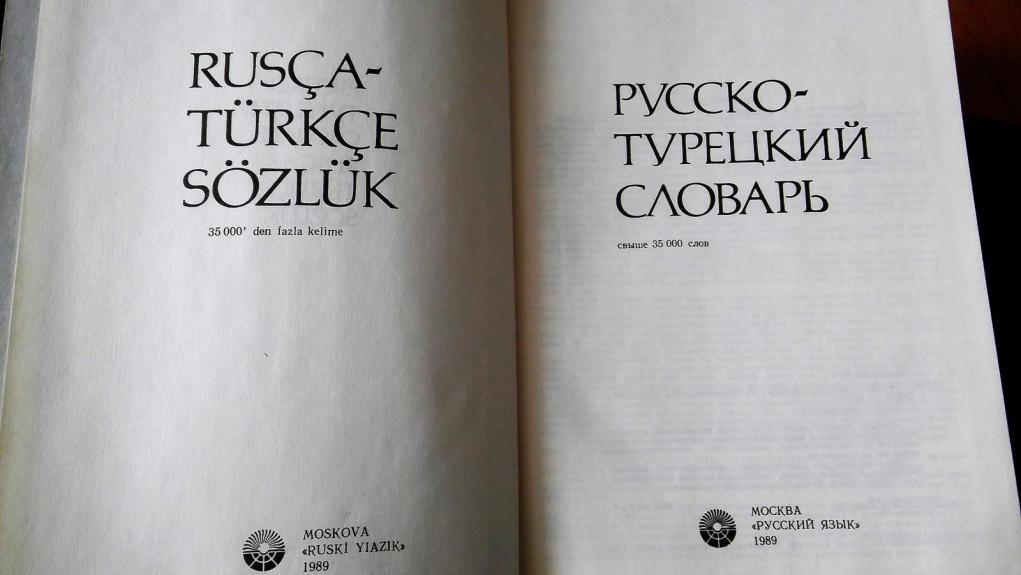 RUSÇA-
TÜRKÇE
SÖZLÜK
35 000' den fazla kelime
MOSKOVA
«RUSKİ YIAZIK»
1989
РУССКО-
ТУРЕЦКИЙ
СЛОВАРЬ
свыше 35 000 слов
МОСКВА
«РУССКИЙ ЯЗЫК»
1989